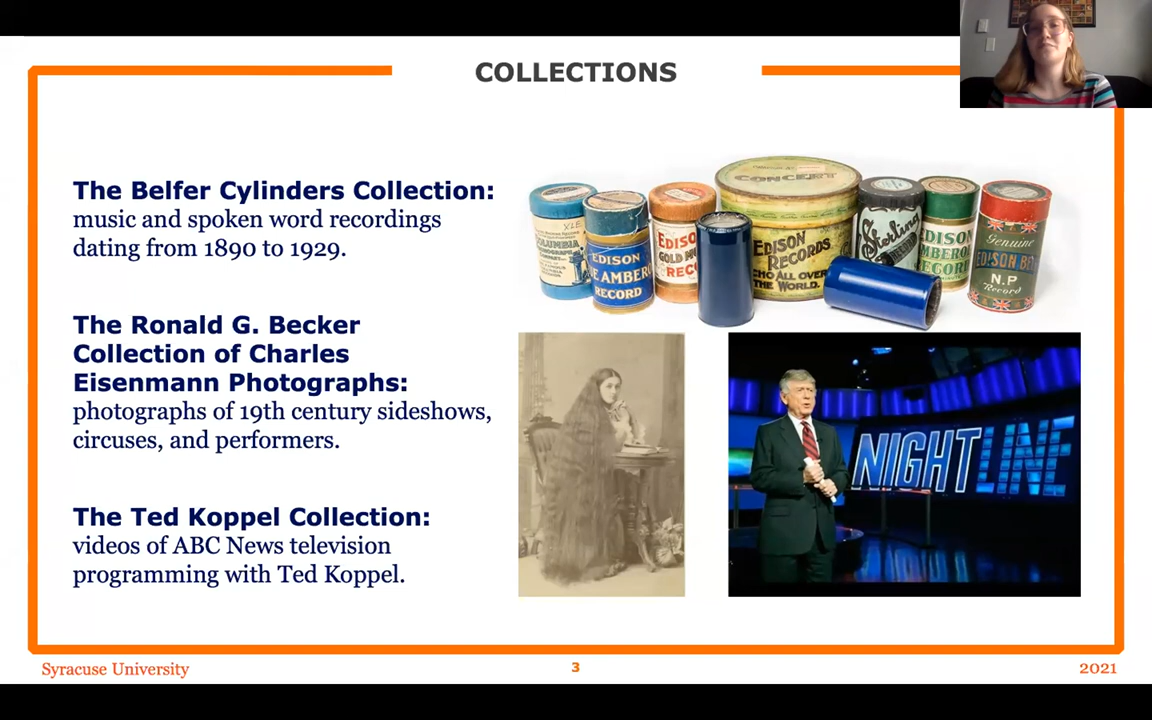 COLLECTIONS
The Belfer Cylinders Collection:
music and spoken word recordings
dating from 1890 to 1929.
The Ronald G. Becker
Collection of Charles
Eisenmann Photographs:
photographs of 19th century sideshows,
circuses, and performers.
The Ted Koppel Collection:
videos of ABC News television
programming with Ted Koppel.
CONCERT
EDISON RECORDS
ECHO ALL OVER
THE WORLD.
COLUMBIA
EDISON
RECORD
Sterling
EDISON
RECORD
Genuine
EDISON BELL
N.P
Record
NIGHTLINE
Syracuse University
3
2021